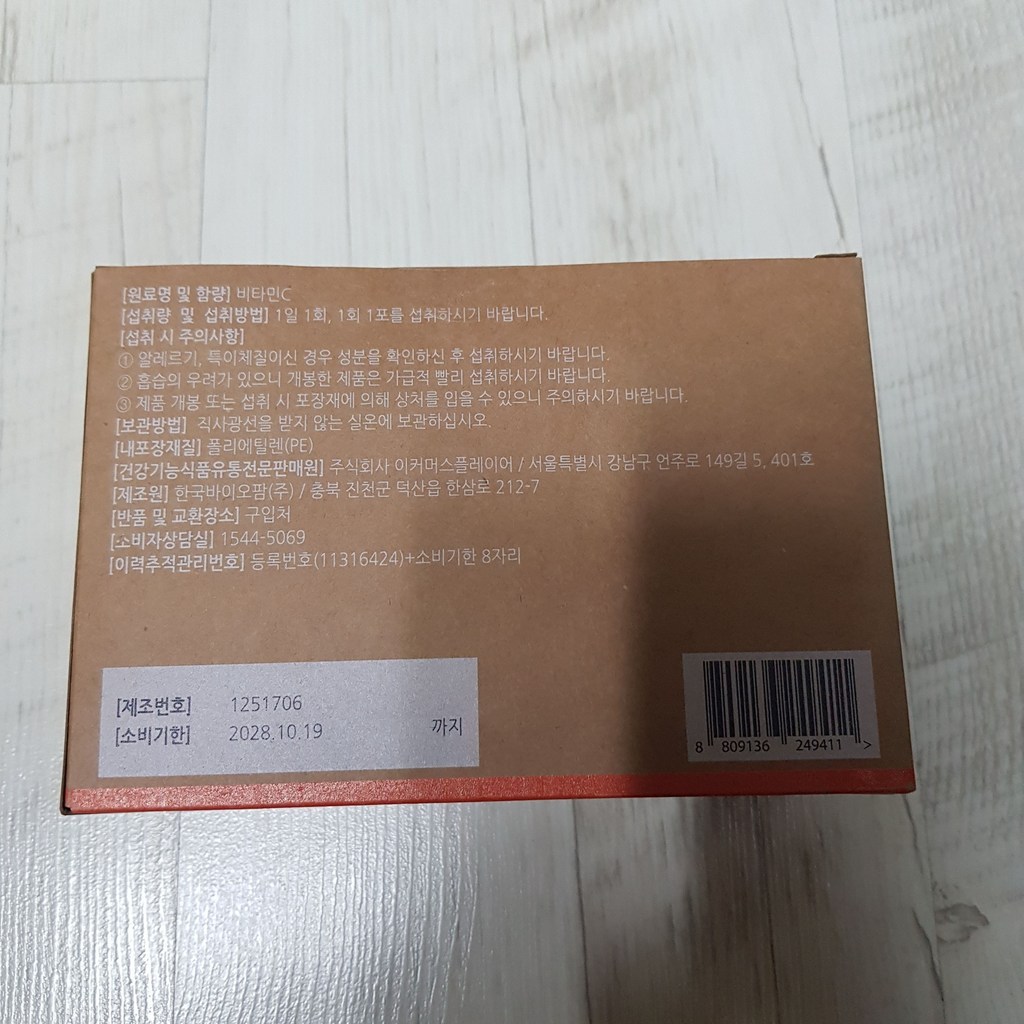 [원료명 및 함량] 비타민C
[섭취량 및 섭취방법] 1일 1회, 1회 1포를 섭취하시기 바랍니다.
[섭취 시 주의사항]
① 알레르기, 특이체질이신 경우 성분을 확인하신 후 섭취하시기 바랍니다.
② 흡습의 우려가 있으니 개봉한 제품은 가급적 빨리 섭취하시기 바랍니다.
③ 제품 개봉 또는 섭취 시 포장재에 의해 상처를 입을 수 있으니 주의하시기 바랍니다.
[보관방법] 직사광선을 받지 않는 실온에 보관하십시오.
[내포장재질] 폴리에틸렌(PE)
[건강기능식품유통전문판매원] 주식회사 이커머스플레이어 / 서울특별시 강남구 언주로 149길 5, 401호
[제조원] 한국바이오팜(주) / 충북 진천군 덕산읍 한삼로 212-7
[반품 및 교환장소] 구입처
[소비자상담실] 1544-5069
[이력추적관리번호] 등록번호(11316424)+소비기한 8자리
[제조번호] 1251706
[소비기한] 2028.10.19 까지
8 809136 249411 >